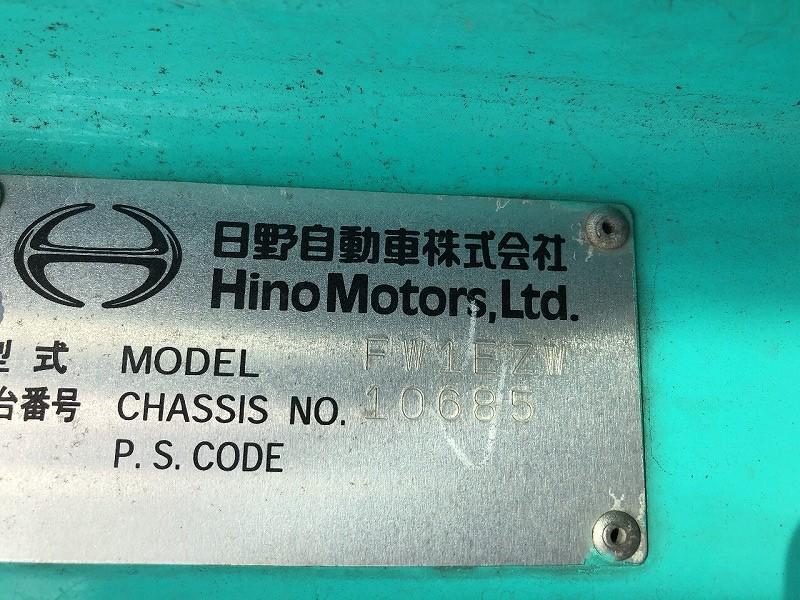 日野自動車株式会社
Hino Motors, Ltd.
型式 MODEL FW1EZW
台番号 CHASSIS NO. 10685
P. S. CODE